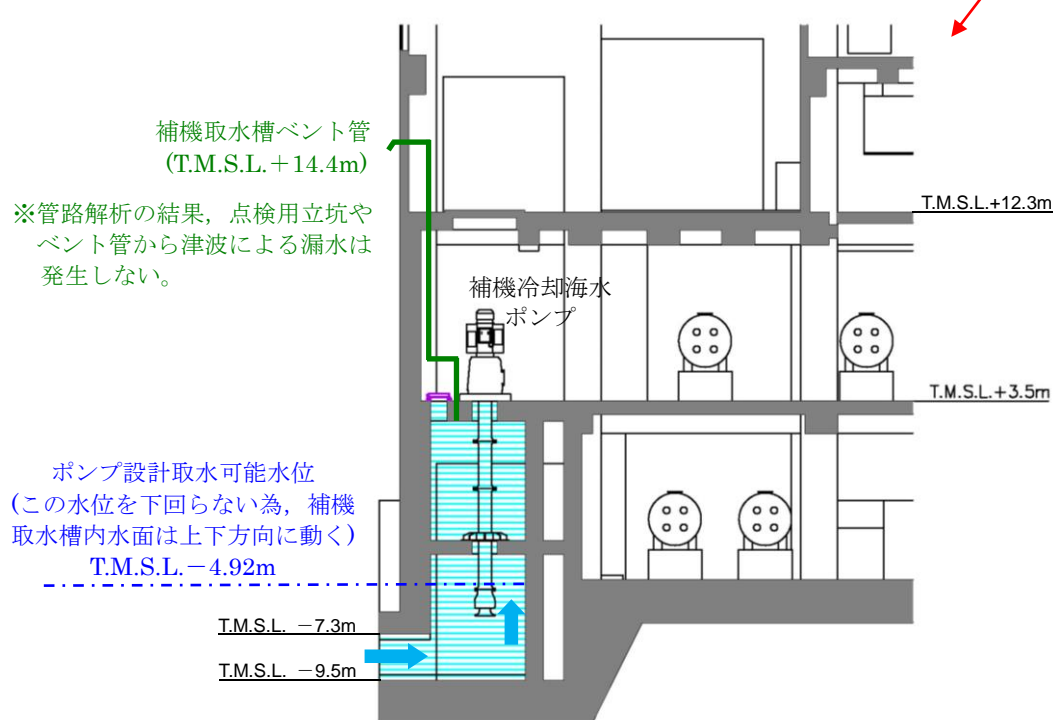 補機取水槽ベント管
(T.M.S.L.＋14.4m)
※管路解析の結果，点検用立坑や
ベント管から津波による漏水は
発生しない。
T.M.S.L.+12.3m
補機冷却海水
ポンプ
T.M.S.L.+3.5m
ポンプ設計取水可能水位
(この水位を下回らない為，補機
取水槽内水面は上下方向に動く)
T.M.S.L.－4.92m
T.M.S.L. －7.3m
T.M.S.L. －9.5m